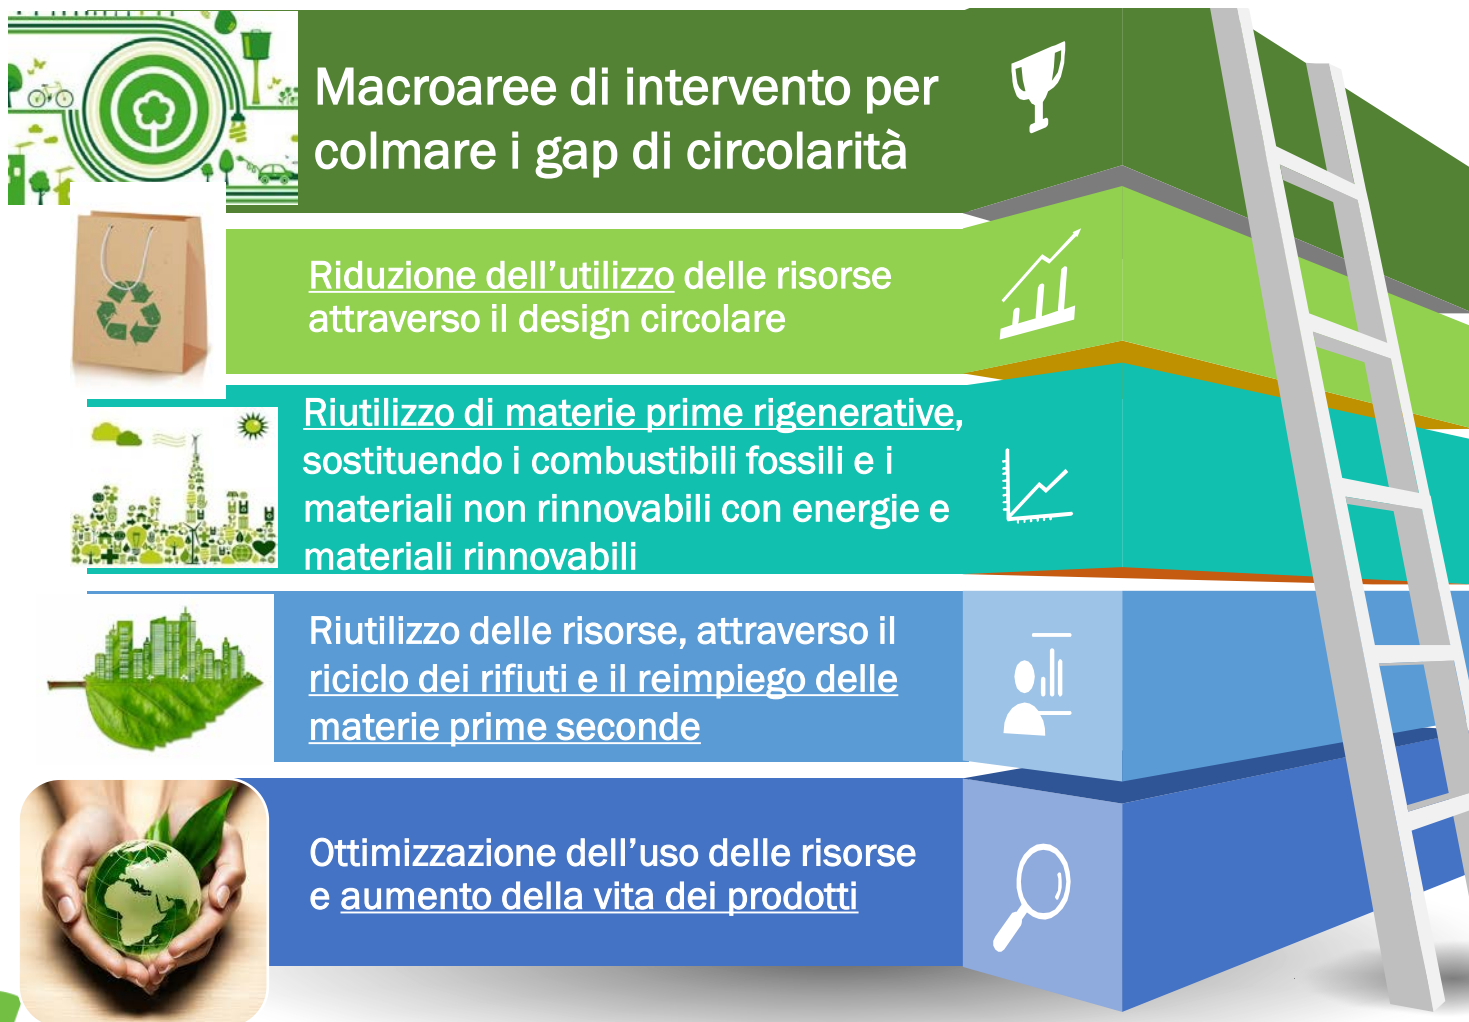 Macroaree di intervento per
colmare i gap di circolarità
Riduzione dell’utilizzo delle risorse
attraverso il design circolare
Riutilizzo di materie prime rigenerative,
sostituendo i combustibili fossili e i
materiali non rinnovabili con energie e
materiali rinnovabili
Riutilizzo delle risorse, attraverso il
riciclo dei rifiuti e il reimpiego delle
materie prime seconde
Ottimizzazione dell’uso delle risorse
e aumento della vita dei prodotti